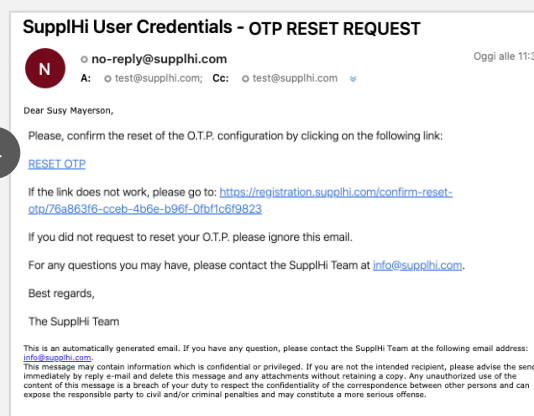 SupplHi User Credentials - OTP RESET REQUEST
N
no-reply@supplhi.com
Oggi alle 11:3
A: test@supplhi.com; Cc: test@supplhi.com
Dear Susy Mayerson,
Please, confirm the reset of the O.T.P. configuration by clicking on the following link:
RESET OTP
If the link does not work, please go to: https://registration.supplhi.com/confirm-reset-
otp/76a863f6-cceb-4b6e-b96f-0fbf1c6f9823
If you did not request to reset your O.T.P. please ignore this email.
For any questions you may have, please contact the SupplHi Team at info@supplhi.com.
Best regards,
The SupplHi Team
This is an automatically generated email. If you have any question, please contact the SupplHi Team at the following email address:
info@supplhi.com.
This message may contain information which is confidential or privileged. If you are not the intended recipient, please advise the send
immediately by reply e-mail and delete this message and any attachments without retaining a copy. Any unauthorized use of the
content of this message is a breach of your duty to respect the confidentiality of the correspondence between other persons and can
expose the responsible party to civil and/or criminal penalties and may constitute a more serious offense.